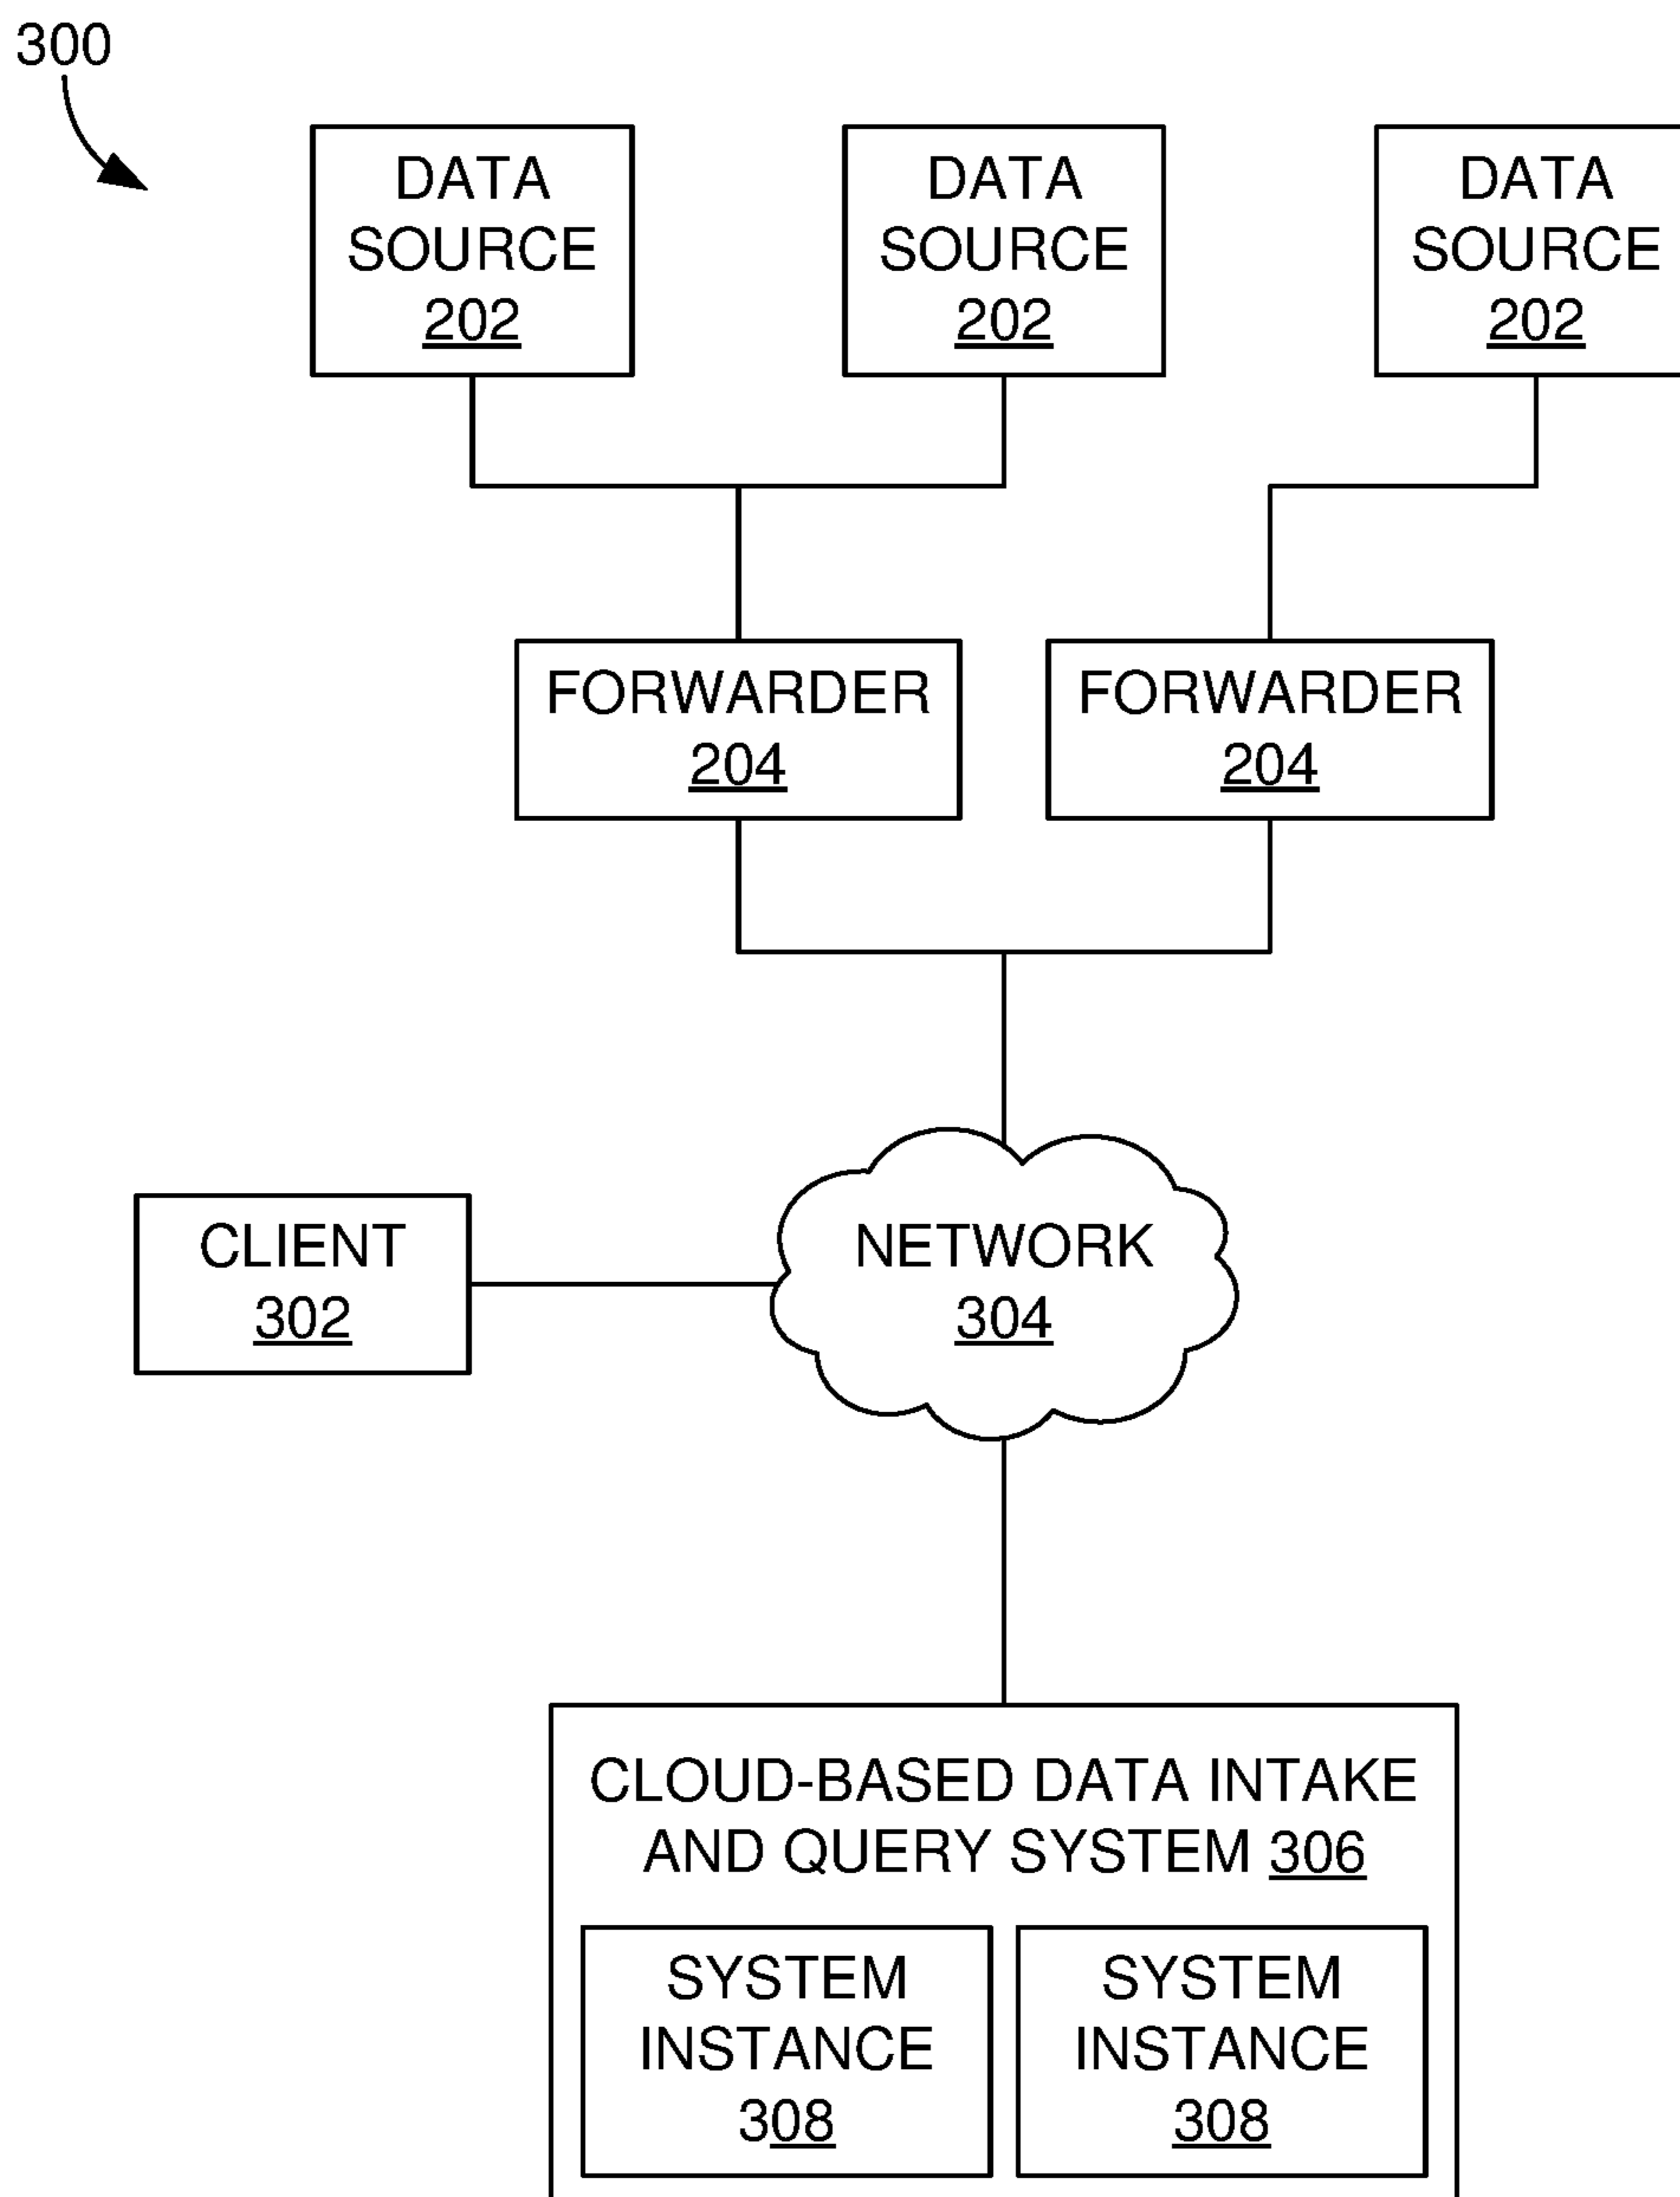 300
DATA
SOURCE
202
DATA
SOURCE
202
DATA
SOURCE
202
FORWARDER
204
FORWARDER
204
CLIENT
302
NETWORK
304
CLOUD-BASED DATA INTAKE
AND QUERY SYSTEM 306
SYSTEM
INSTANCE
308
SYSTEM
INSTANCE
308